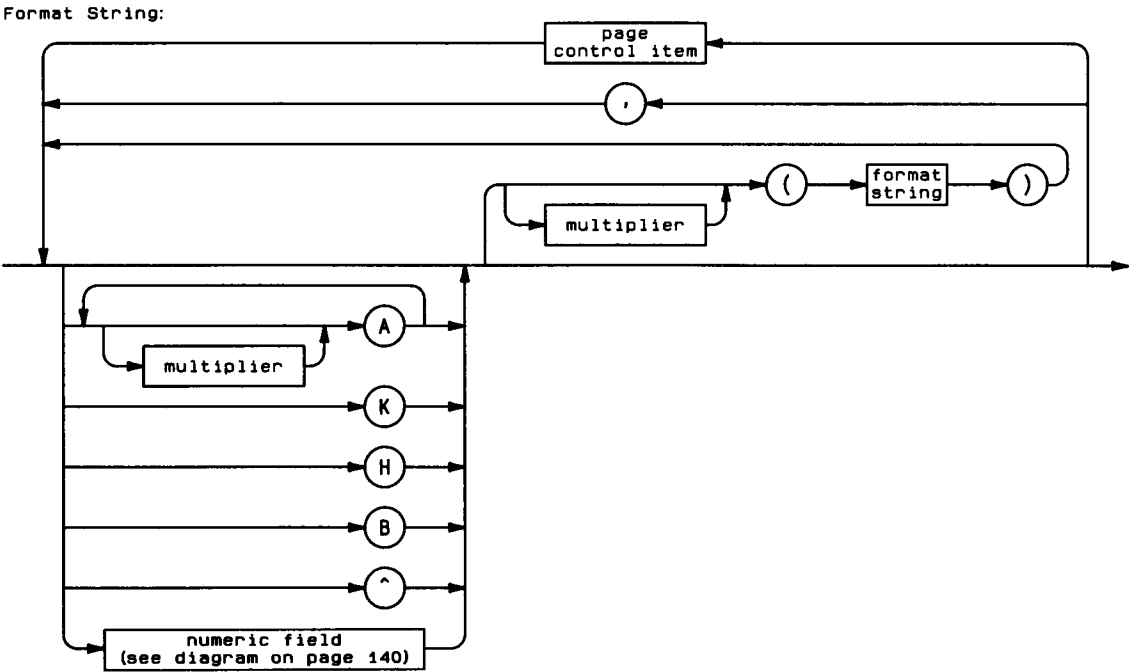 Format String:
page
control item
,
( format
string )
multiplier
A
multiplier
K
H
B
^
numeric field
(see diagram on page 140)